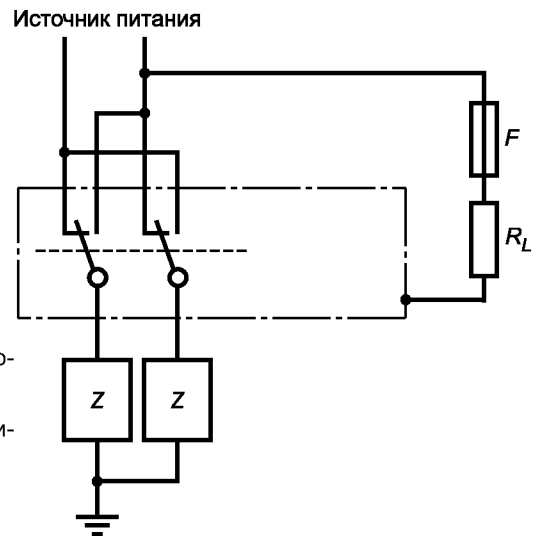 Источник питания
F
R_L
о-
и-
Z Z